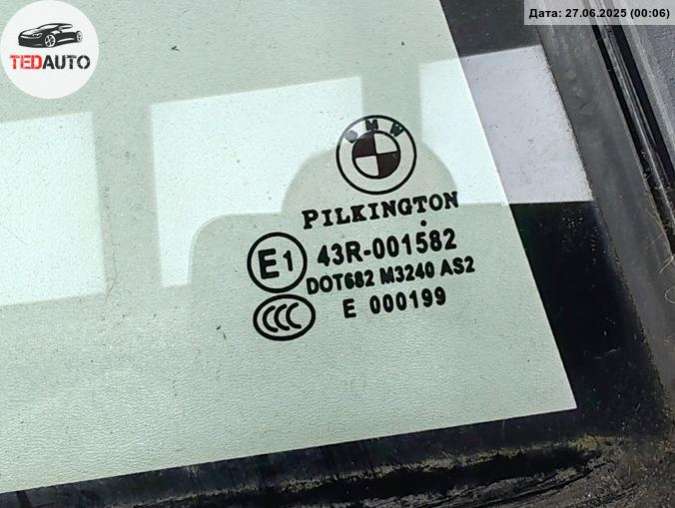 Дата: 27.06.2025 (00:06)
TEDAUTO
BMW
PILKINGTON
43R-001582
E1
DOT682 M3240 AS2
CCC
E 000199